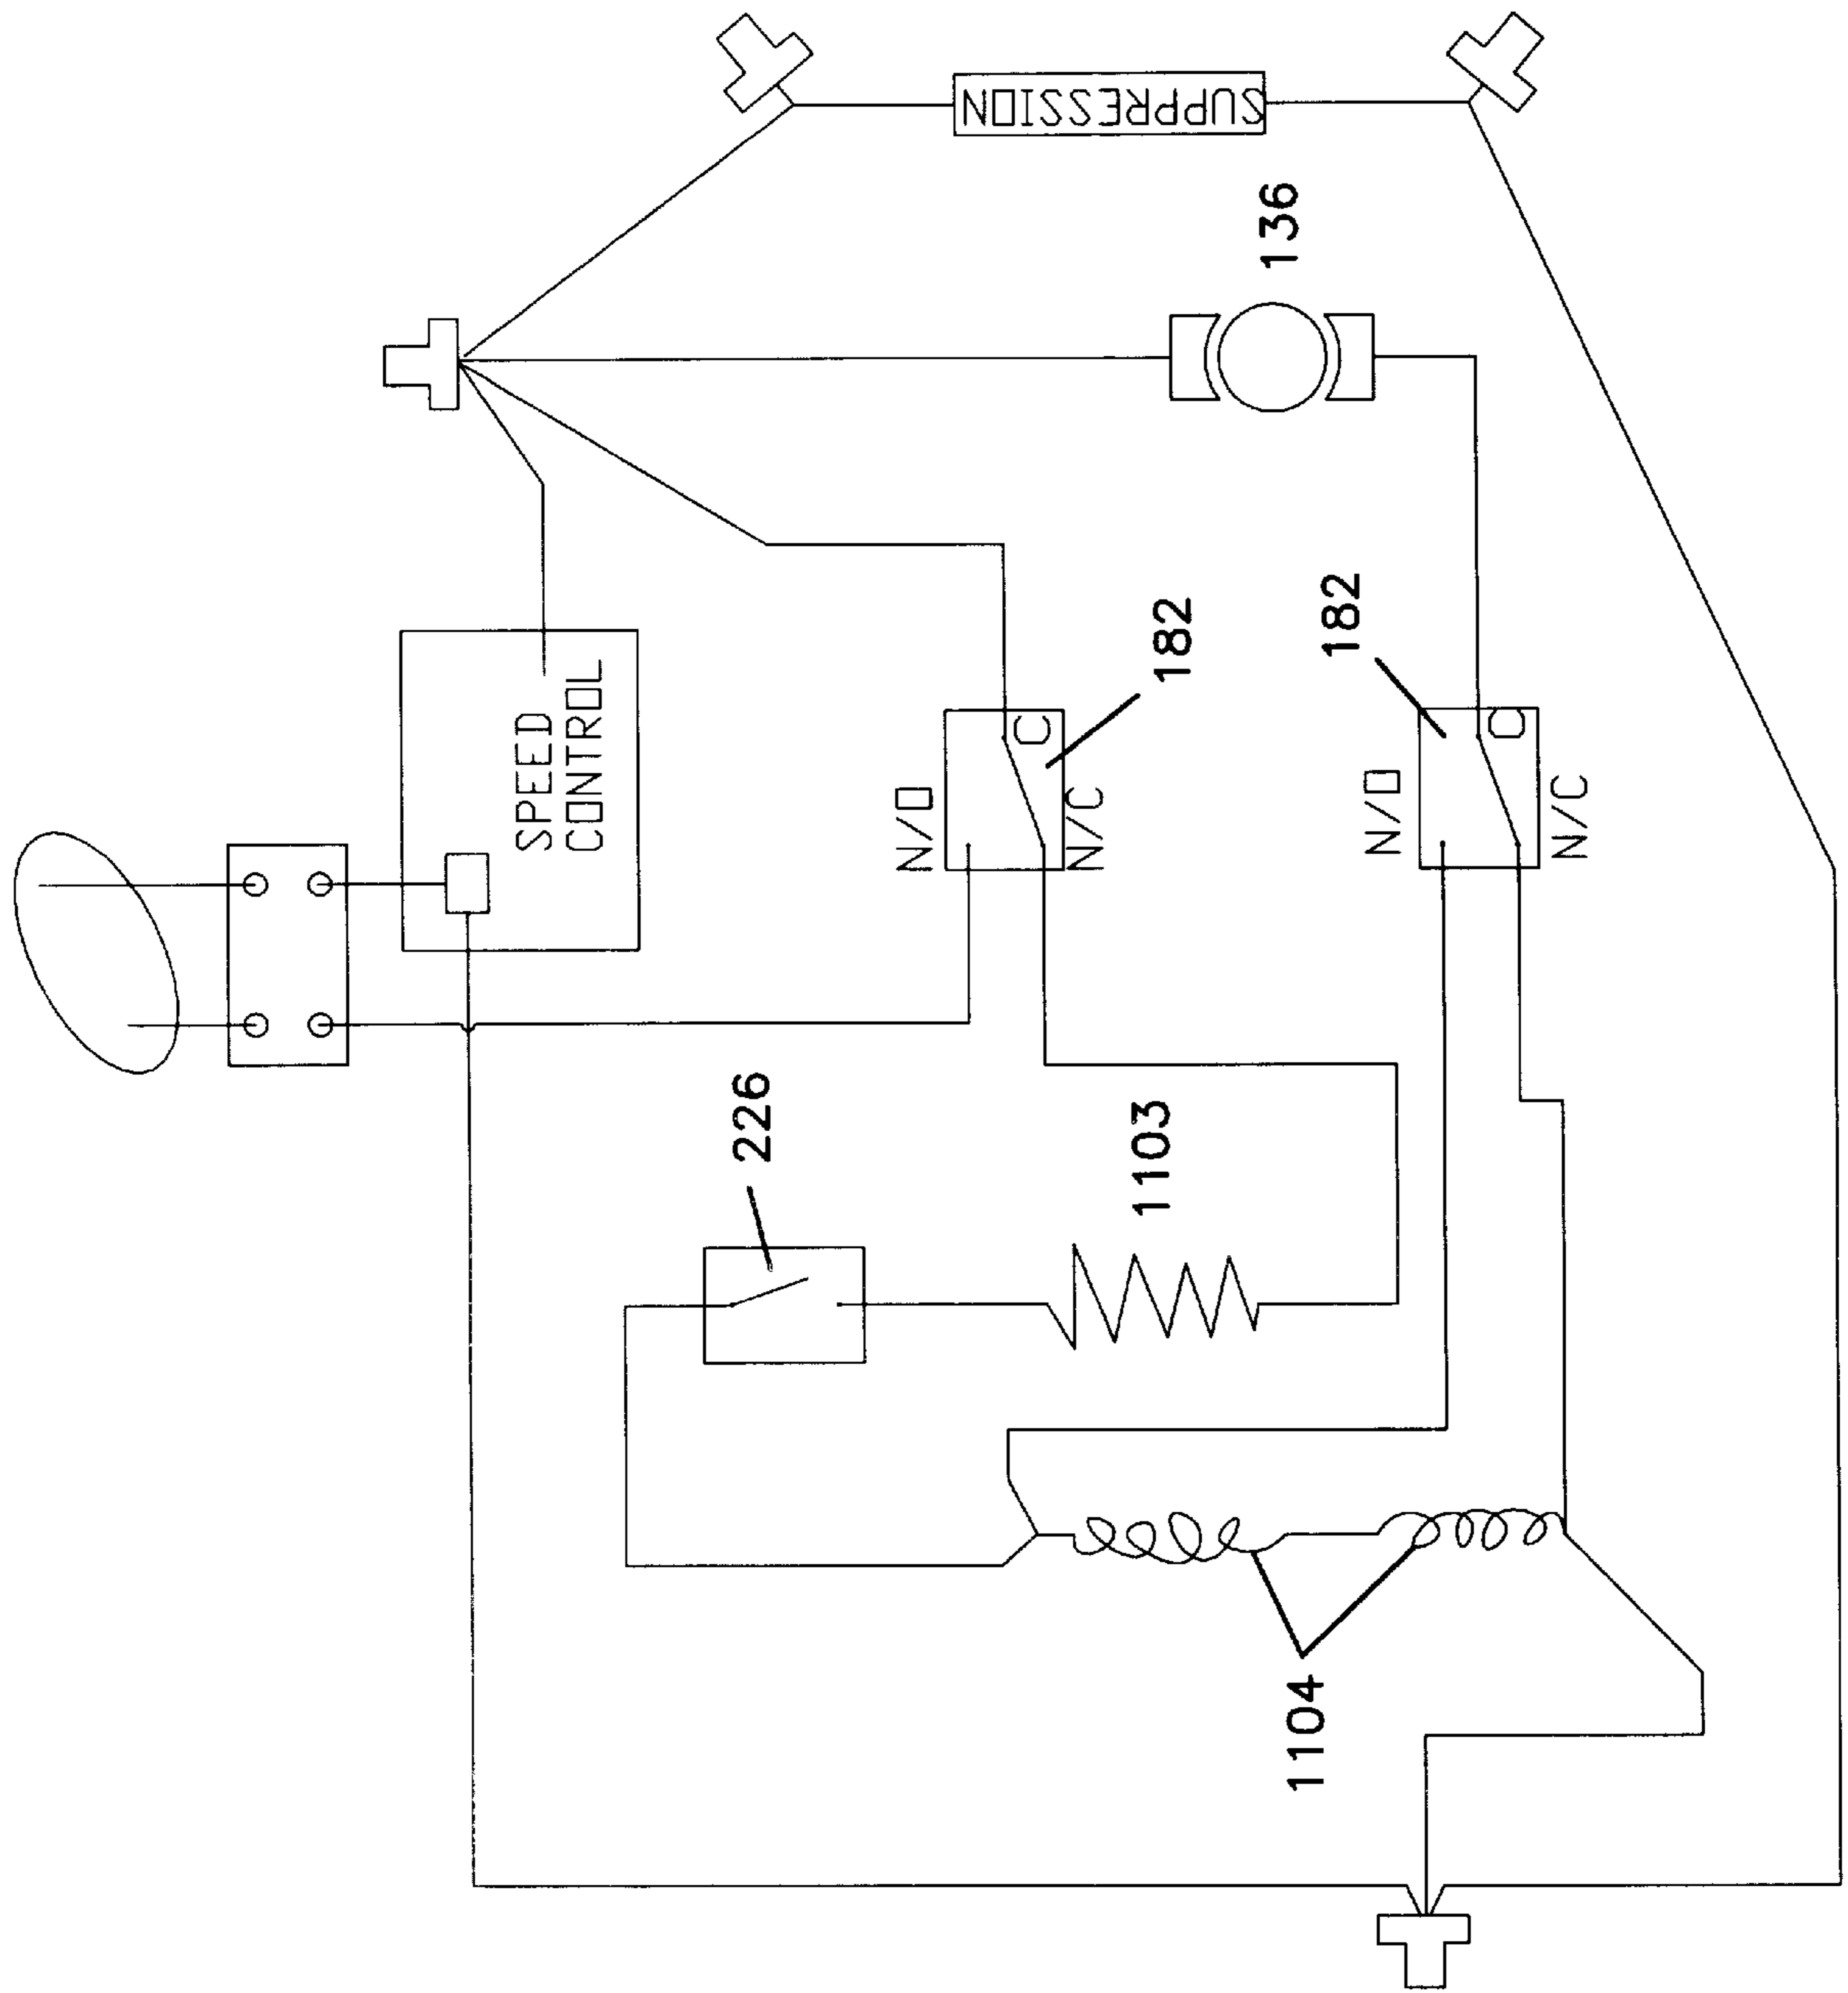 SUPPRESSION
136
SPEED
CONTROL
182
182
N/O
C
N/C
N/O
C
N/C
226
1103
1104